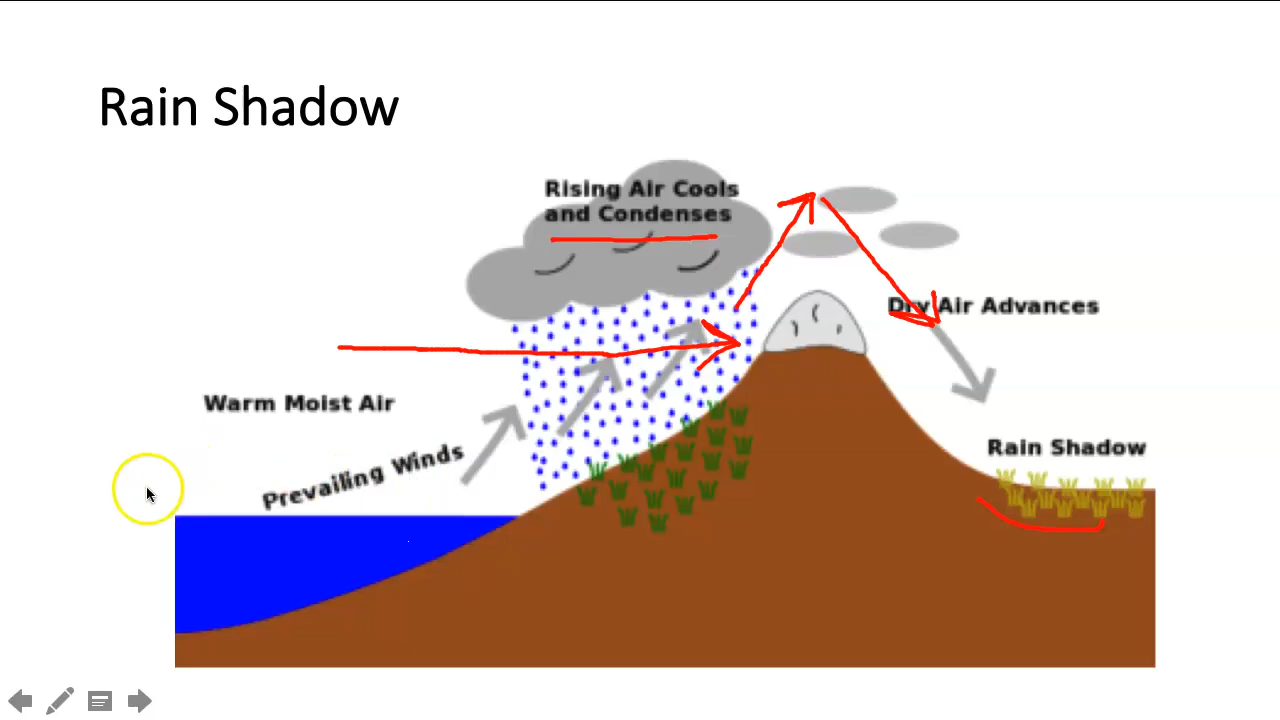 Rain Shadow
Rising Air Cools
and Condenses
Dry Air Advances
Warm Moist Air
Prevailing Winds
Rain Shadow